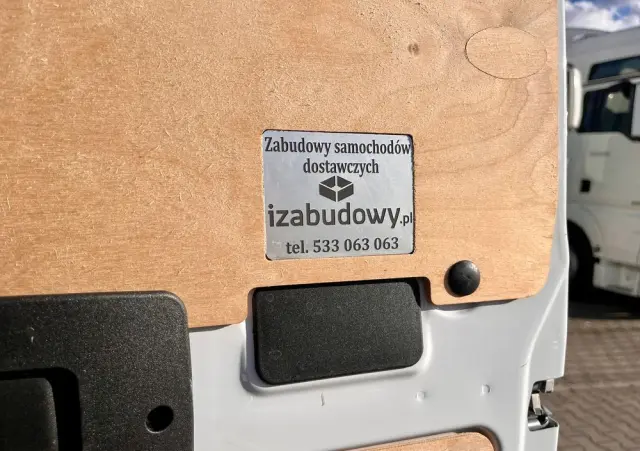 Zabudowy samochodów
dostawczych
izabudowy.pl
tel. 533 063 063